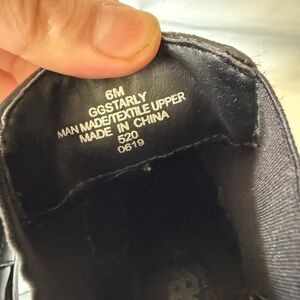 6M
GGSTARLY
MAN MADE/TEXTILE UPPER
MADE IN CHINA
520
0619